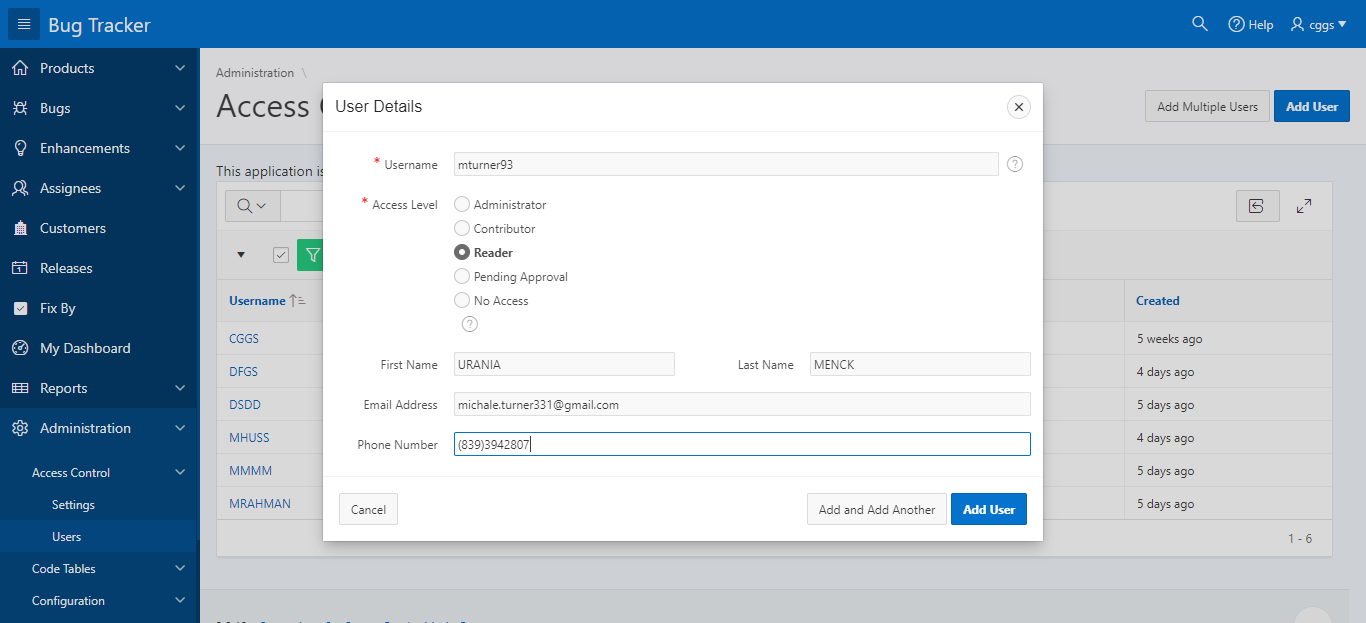 Bug Tracker
Help
cggs
Products
Bugs
Enhancements
Assignees
Customers
Releases
Fix By
My Dashboard
Reports
Administration
Access Control
Settings
Users
Code Tables
Configuration
Administration \
Access
Add Multiple Users
Add User
This application is
User Details
* Username
mturner93
* Access Level
Administrator
Contributor
Reader
Pending Approval
No Access
First Name
URANIA
Last Name
MENCK
Email Address
michale.turner331@gmail.com
Phone Number
(839)3942807
Cancel
Add and Add Another
Add User
Username
Created
CGGS
5 weeks ago
DFGS
4 days ago
DSDD
5 days ago
MHUSS
4 days ago
MMMM
5 days ago
MRAHMAN
5 days ago
1 - 6